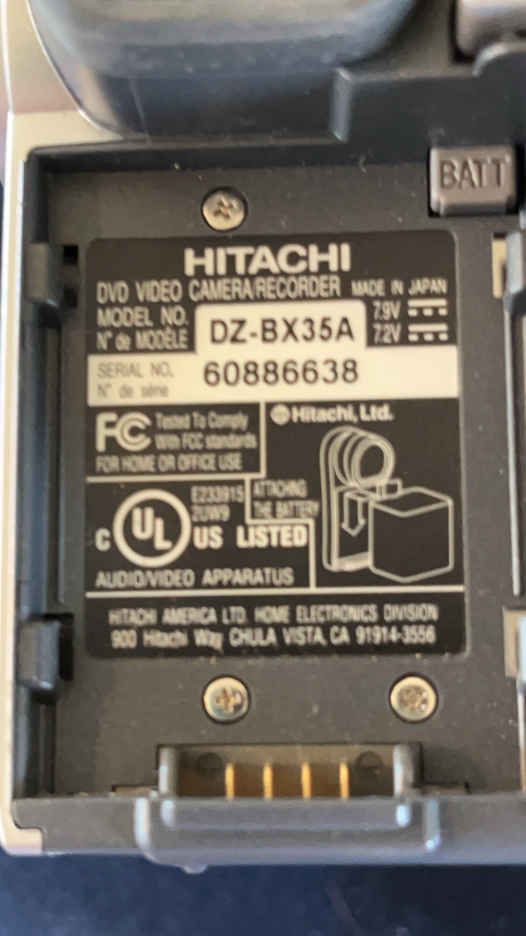 BATT
HITACHI
DVD VIDEO CAMERA/RECORDER MADE IN JAPAN
MODEL NO.
N° de MODÈLE
DZ-BX35A
7.9V
7.2V
SERIAL NO.
N° de série
60886638
FC Tested To Comply
With FCC standards
FOR HOME OR OFFICE USE
Hitachi, Ltd.
ATTACHING
THE BATTERY
E233915
2UW9
C UL US LISTED
AUDIO/VIDEO APPARATUS
HITACHI AMERICA LTD. HOME ELECTRONICS DIVISION
900 Hitachi Way CHULA VISTA, CA 91914-3556